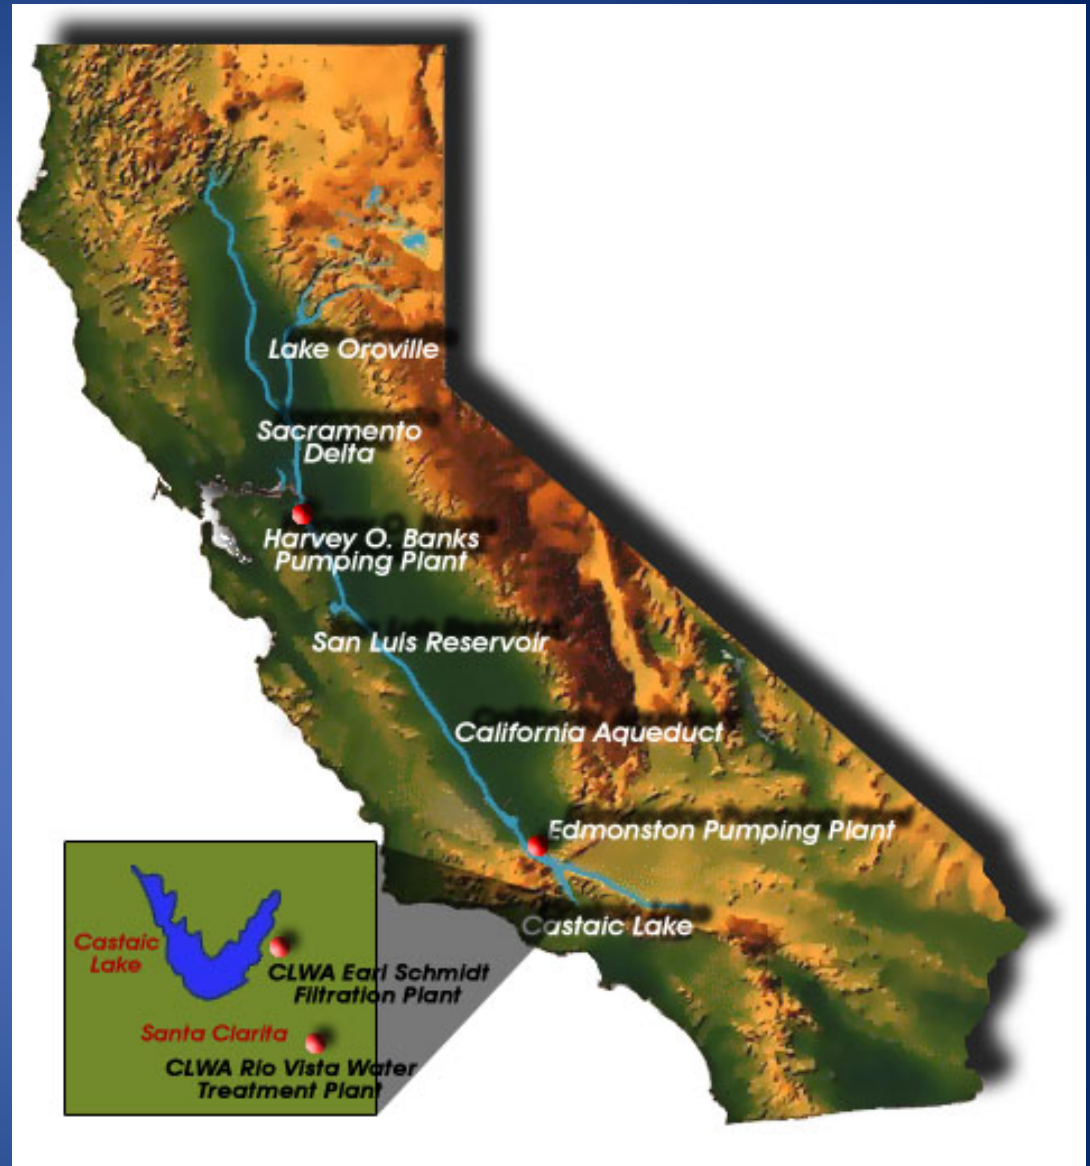 Lake Oroville
Sacramento
Delta
Harvey O. Banks
Pumping Plant
San Luis Reservoir
California Aqueduct
Edmonston Pumping Plant
Castaic Lake
Castaic
Lake
CLWA Earl Schmidt
Filtration Plant
Santa Clarita
CLWA Rio Vista Water
Treatment Plant